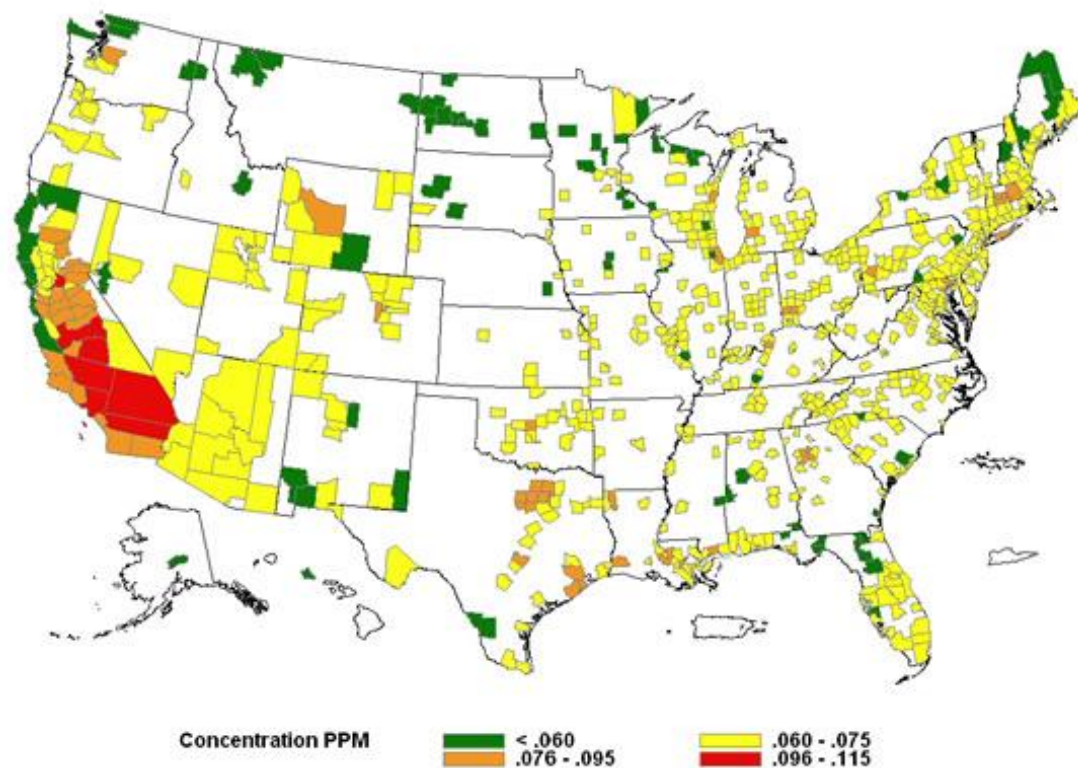 Concentration PPM
< .060
.060 - .075
.076 - .095
.096 - .115